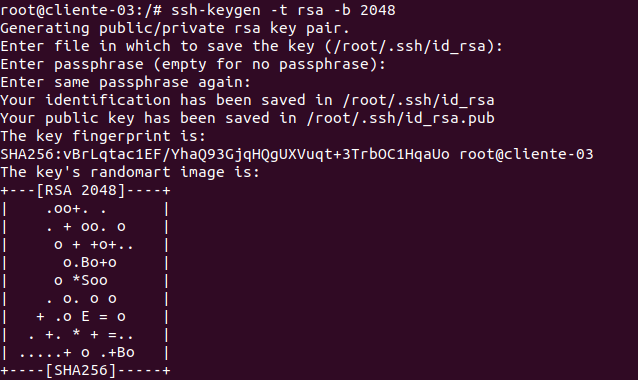 root@cliente-03:/# ssh-keygen -t rsa -b 2048
Generating public/private rsa key pair.
Enter file in which to save the key (/root/.ssh/id_rsa):
Enter passphrase (empty for no passphrase):
Enter same passphrase again:
Your identification has been saved in /root/.ssh/id_rsa
Your public key has been saved in /root/.ssh/id_rsa.pub
The key fingerprint is:
SHA256:vBrLqtac1EF/YhaQ93GjqHQgUXVuqt+3TrbOC1HqaUo root@cliente-03
The key's randomart image is:
+---[RSA 2048]----+
|    .oo+. .      |
|    . + oo. o    |
|     o + +o+..   |
|      o.Bo+o     |
|     o *Soo      |
|    . o. o o     |
|   + .o E = o    |
|  . +. * + =..   |
| .....+ o .+Bo   |
+----[SHA256]-----+